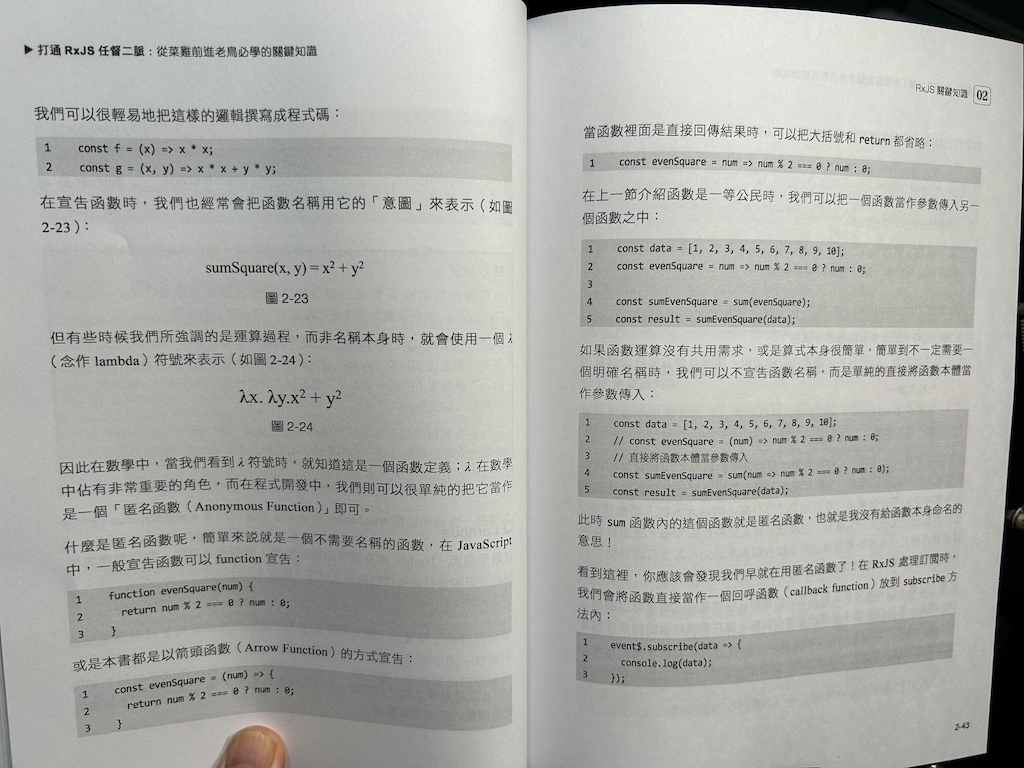 ▶ 打通 RxJS 任督二脈：從菜雞前進老鳥必學的關鍵知識
我們可以很輕易地把這樣的邏輯撰寫成程式碼：
1 const f = (x) => x * x;
2 const g = (x, y) => x * x + y * y;
在宣告函數時，我們也經常會把函數名稱用它的「意圖」來表示（如圖
2-23）：
sumSquare(x, y) = x² + y²
圖 2-23
但有些時候我們所強調的是運算過程，而非名稱本身時，就會使用一個 λ
（念作 lambda）符號來表示（如圖 2-24）：
λx. λy.x² + y²
圖 2-24
因此在數學中，當我們看到 λ 符號時，就知道這是一個函數定義；λ 在數學
中佔有非常重要的角色，而在程式開發中，我們則可以很單純的把它當作
是一個「匿名函數（Anonymous Function）」即可。
什麼是匿名函數呢，簡單來說就是一個不需要名稱的函數，在 JavaScript
中，一般宣告函數可以 function 宣告：
1 function evenSquare(num) {
2 return num % 2 === 0 ? num : 0;
3 }
或是本書都是以箭頭函數（Arrow Function）的方式宣告：
1 const evenSquare = (num) => {
2 return num % 2 === 0 ? num : 0;
3 }
RxJS 關鍵知識 02
當函數裡面是直接回傳結果時，可以把大括號和 return 都省略：
1 const evenSquare = num => num % 2 === 0 ? num : 0;
在上一節介紹函數是一等公民時，我們可以把一個函數當作參數傳入另一
個函數之中：
1 const data = [1, 2, 3, 4, 5, 6, 7, 8, 9, 10];
2 const evenSquare = num => num % 2 === 0 ? num : 0;
3
4 const sumEvenSquare = sum(evenSquare);
5 const result = sumEvenSquare(data);
如果函數運算沒有共用需求，或是算式本身很簡單，簡單到不一定需要一
個明確名稱時，我們可以不宣告函數名稱，而是單純的直接將函數本體當
作參數傳入：
1 const data = [1, 2, 3, 4, 5, 6, 7, 8, 9, 10];
2 // const evenSquare = (num) => num % 2 === 0 ? num : 0;
3 // 直接將函數本體當參數傳入
4 const sumEvenSquare = sum(num => num % 2 === 0 ? num : 0);
5 const result = sumEvenSquare(data);
此時 sum 函數內的這個函數就是匿名函數，也就是我沒有給函數本身命名的
意思！
看到這裡，你應該會發現我們早就在用匿名函數了！在 RxJS 處理訂閱時，
我們會將函數直接當作一個回呼函數（callback function）放到 subscribe 方
法內：
1 event$.subscribe(data => {
2 console.log(data);
3 });
2-43